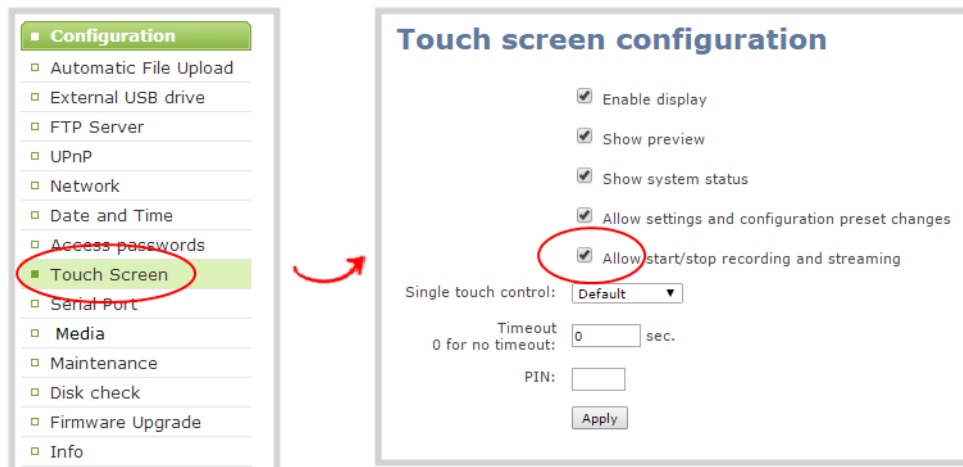 Configuration
Automatic File Upload
External USB drive
FTP Server
UPnP
Network
Date and Time
Access passwords
Touch Screen
Serial Port
Media
Maintenance
Disk check
Firmware Upgrade
Info
Touch screen configuration
Enable display
Show preview
Show system status
Allow settings and configuration preset changes
Allow start/stop recording and streaming
Single touch control: Default
Timeout
0 for no timeout: 0 sec.
PIN:
Apply